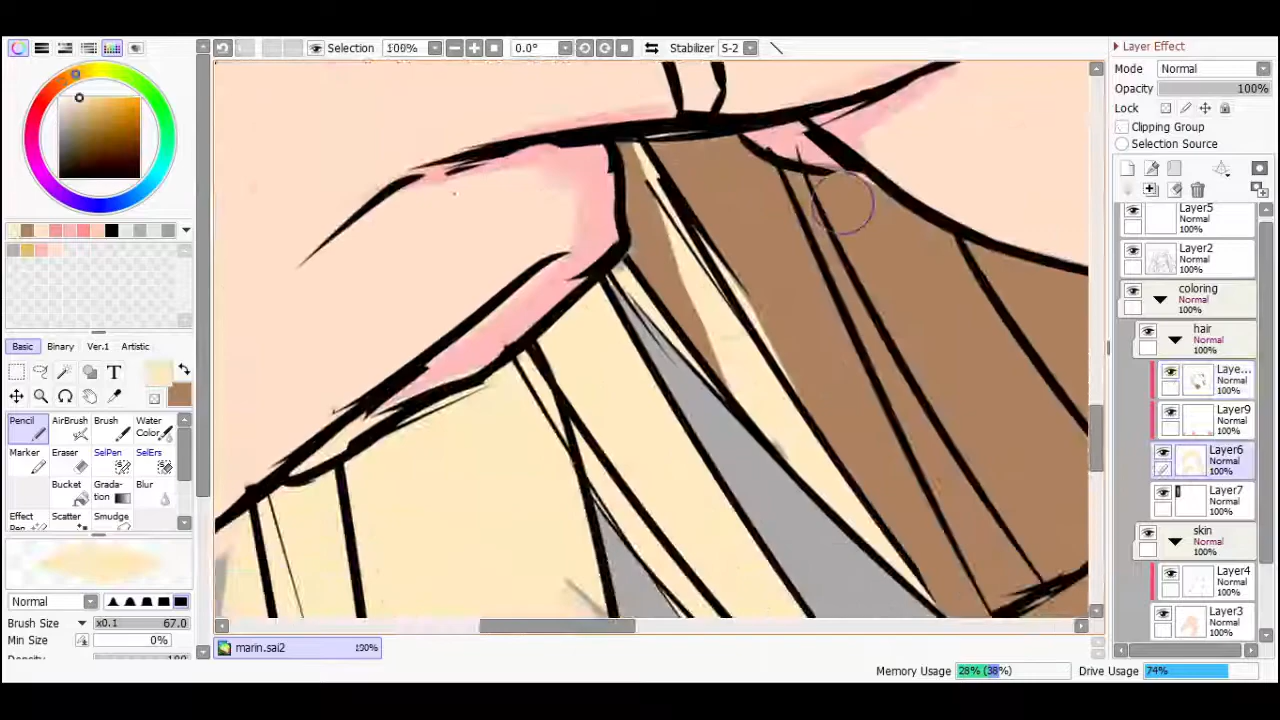 Selection 100% 0.0° Stabilizer S-2
Layer Effect
Mode Normal
Opacity 100%
Lock
Clipping Group
Selection Source
Layer5
Normal
100%
Layer2
Normal
100%
coloring
Normal
100%
hair
Normal
100%
Laye...
Normal
100%
Layer9
Normal
100%
Layer6
Normal
100%
Layer7
Normal
100%
skin
Normal
100%
Layer4
Normal
100%
Layer3
Normal
100%
Basic Binary Ver.1 Artistic
T
Pencil AirBrush Brush Water Color
Marker Eraser SelPen SelErs
Bucket Grada-tion Blur
Effect Pen Scatter Smudge
Normal
Brush Size x0.1 67.0
Min Size 0%
Density 100
marin.sai2 100%
Memory Usage 28% (38%) Drive Usage 74%